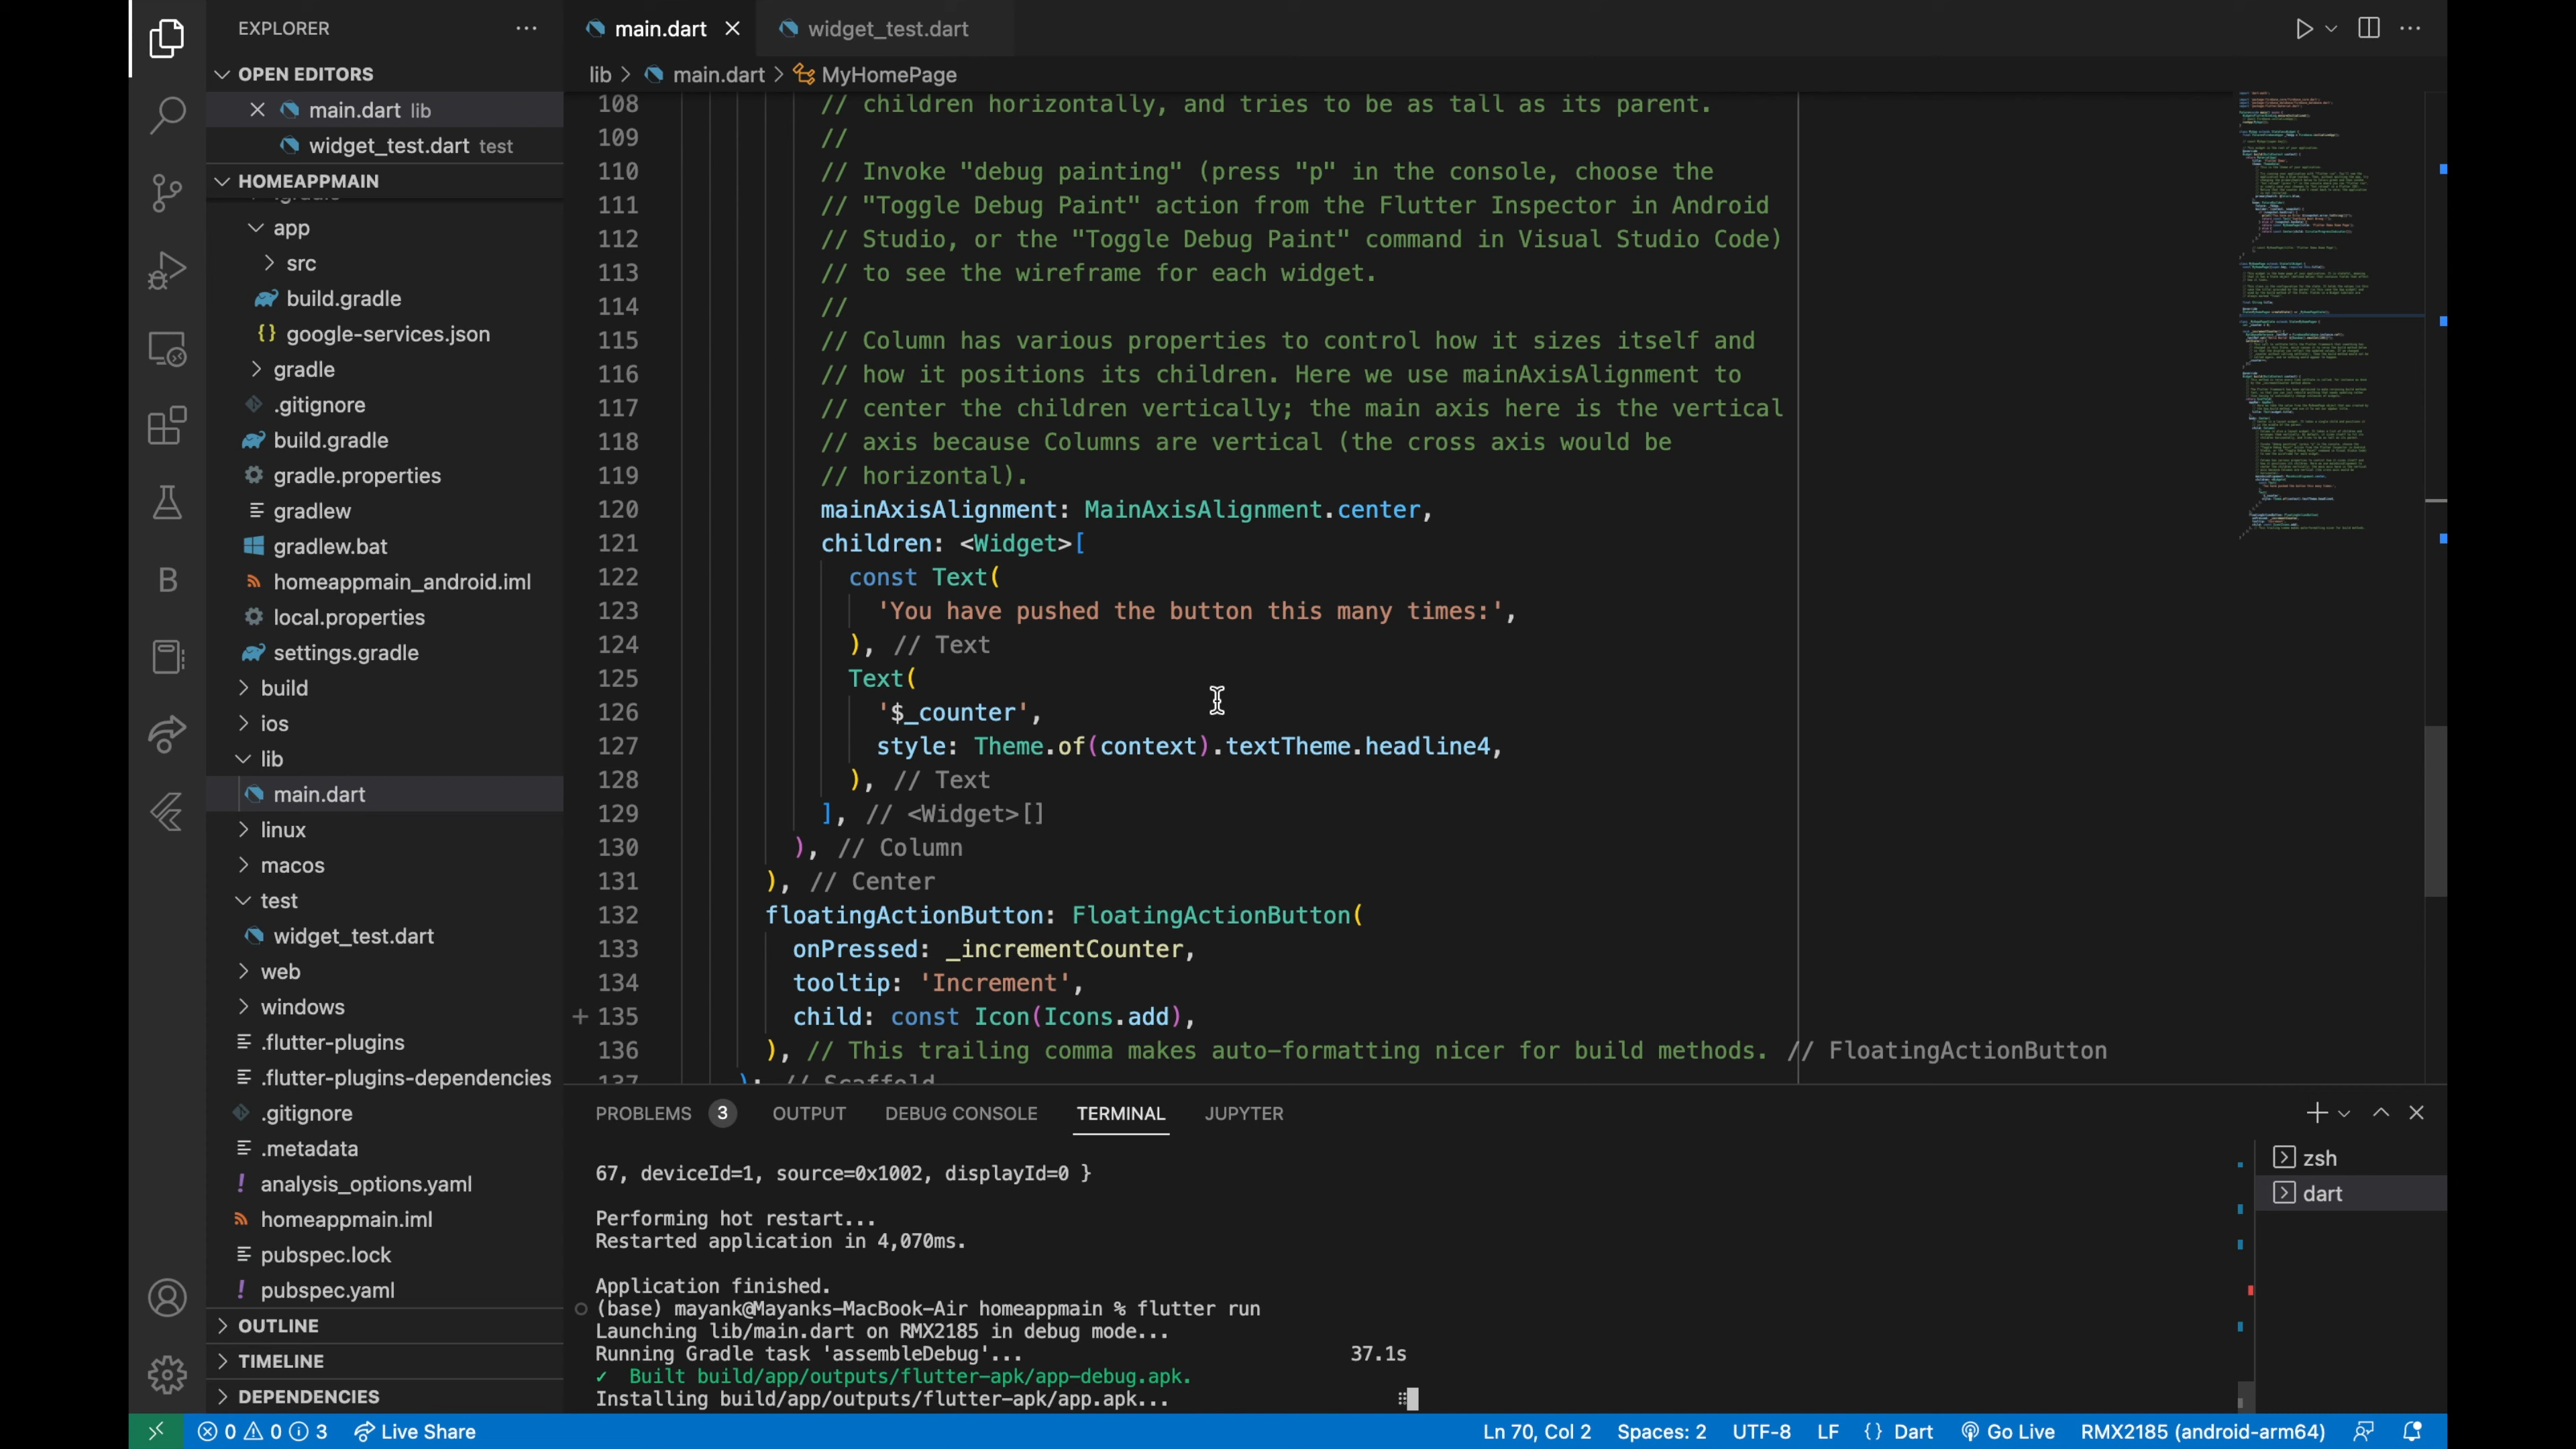 EXPLORER
OPEN EDITORS
main.dart lib
widget_test.dart test
HOMEAPPMAIN
app
src
build.gradle
google-services.json
gradle
.gitignore
build.gradle
gradle.properties
gradlew
gradlew.bat
homeappmain_android.iml
local.properties
settings.gradle
build
ios
lib
main.dart
linux
macos
test
widget_test.dart
web
windows
.flutter-plugins
.flutter-plugins-dependencies
.gitignore
.metadata
analysis_options.yaml
homeappmain.iml
pubspec.lock
pubspec.yaml
OUTLINE
TIMELINE
DEPENDENCIES
main.dart
widget_test.dart
lib > main.dart > MyHomePage
108 // children horizontally, and tries to be as tall as its parent.
109 //
110 // Invoke "debug painting" (press "p" in the console, choose the
111 // "Toggle Debug Paint" action from the Flutter Inspector in Android
112 // Studio, or the "Toggle Debug Paint" command in Visual Studio Code)
113 // to see the wireframe for each widget.
114 //
115 // Column has various properties to control how it sizes itself and
116 // how it positions its children. Here we use mainAxisAlignment to
117 // center the children vertically; the main axis here is the vertical
118 // axis because Columns are vertical (the cross axis would be
119 // horizontal).
120 mainAxisAlignment: MainAxisAlignment.center,
121 children: <Widget>[
122 const Text(
123 'You have pushed the button this many times:',
124 ), // Text
125 Text(
126 '$_counter',
127 style: Theme.of(context).textTheme.headline4,
128 ), // Text
129 ], // <Widget>[]
130 ), // Column
131 ), // Center
132 floatingActionButton: FloatingActionButton(
133 onPressed: _incrementCounter,
134 tooltip: 'Increment',
135 child: const Icon(Icons.add),
136 ), // This trailing comma makes auto-formatting nicer for build methods. // FloatingActionButton
137 ); // Scaffold
PROBLEMS 3 OUTPUT DEBUG CONSOLE TERMINAL JUPYTER
67, deviceId=1, source=0x1002, displayId=0 }
Performing hot restart...
Restarted application in 4,070ms.
Application finished.
(base) mayank@Mayanks-MacBook-Air homeappmain % flutter run
Launching lib/main.dart on RMX2185 in debug mode...
Running Gradle task 'assembleDebug'... 37.1s
✓ Built build/app/outputs/flutter-apk/app-debug.apk.
Installing build/app/outputs/flutter-apk/app.apk...
zsh
dart
0 0 3 Live Share Ln 70, Col 2 Spaces: 2 UTF-8 LF {} Dart Go Live RMX2185 (android-arm64)